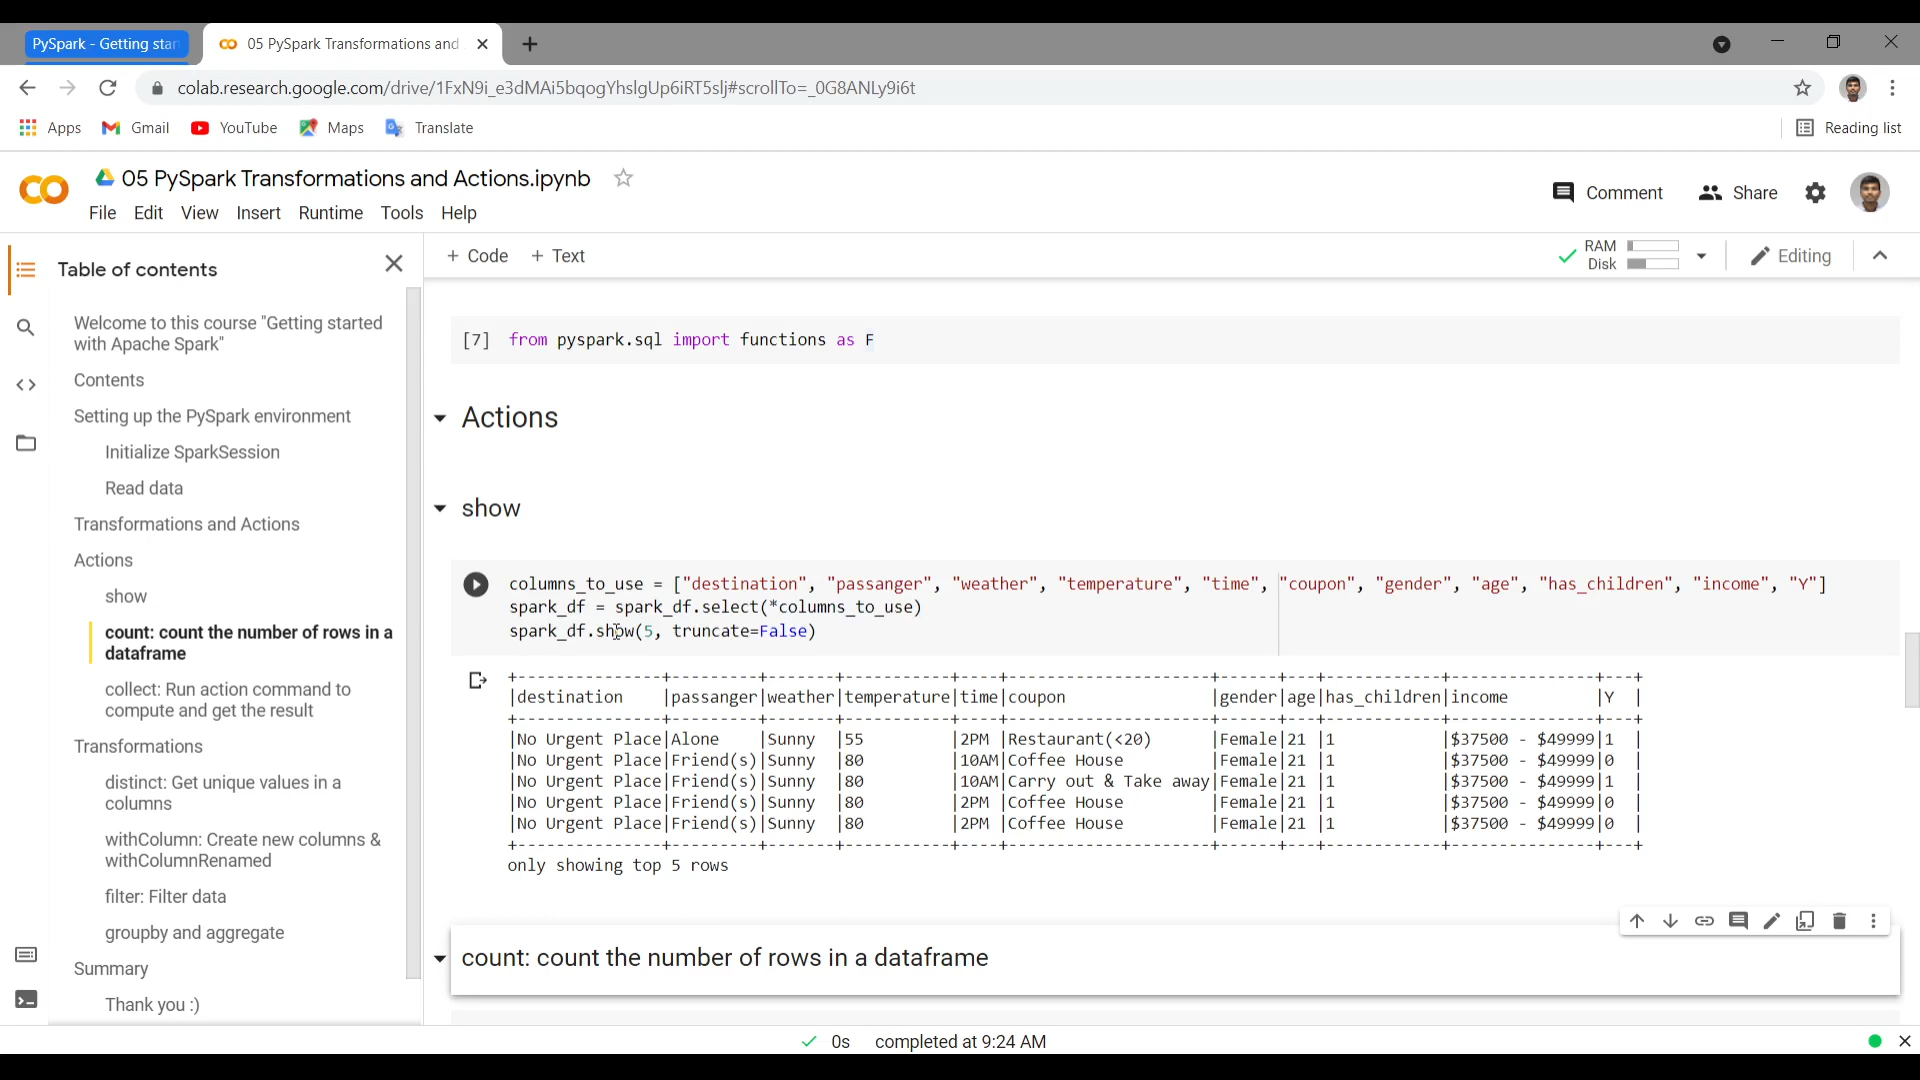 PySpark - Getting star
05 PySpark Transformations and
colab.research.google.com/drive/1FxN9i_e3dMAi5bqogYhslgUp6iRT5slj#scrollTo=_0G8ANLy9i6t
Apps Gmail YouTube Maps Translate Reading list
05 PySpark Transformations and Actions.ipynb
File Edit View Insert Runtime Tools Help
Comment Share
Table of contents
Welcome to this course "Getting started
with Apache Spark"
Contents
Setting up the PySpark environment
Initialize SparkSession
Read data
Transformations and Actions
Actions
show
count: count the number of rows in a
dataframe
collect: Run action command to
compute and get the result
Transformations
distinct: Get unique values in a
columns
withColumn: Create new columns &
withColumnRenamed
filter: Filter data
groupby and aggregate
Summary
Thank you :)
+ Code + Text
RAM
Disk
Editing
[7] from pyspark.sql import functions as F
Actions
show
columns_to_use = ["destination", "passanger", "weather", "temperature", "time", "coupon", "gender", "age", "has_children", "income", "Y"]
spark_df = spark_df.select(*columns_to_use)
spark_df.show(5, truncate=False)
+---------------+---------+-------+-----------+----+---------------------+------+---+------------+---------------+---+
|destination    |passanger|weather|temperature|time|coupon               |gender|age|has_children|income         |Y  |
+---------------+---------+-------+-----------+----+---------------------+------+---+------------+---------------+---+
|No Urgent Place|Alone    |Sunny  |55         |2PM |Restaurant(<20)      |Female|21 |1           |$37500 - $49999|1  |
|No Urgent Place|Friend(s)|Sunny  |80         |10AM|Coffee House         |Female|21 |1           |$37500 - $49999|0  |
|No Urgent Place|Friend(s)|Sunny  |80         |10AM|Carry out & Take away|Female|21 |1           |$37500 - $49999|1  |
|No Urgent Place|Friend(s)|Sunny  |80         |2PM |Coffee House         |Female|21 |1           |$37500 - $49999|0  |
|No Urgent Place|Friend(s)|Sunny  |80         |2PM |Coffee House         |Female|21 |1           |$37500 - $49999|0  |
+---------------+---------+-------+-----------+----+---------------------+------+---+------------+---------------+---+
only showing top 5 rows
count: count the number of rows in a dataframe
0s completed at 9:24 AM